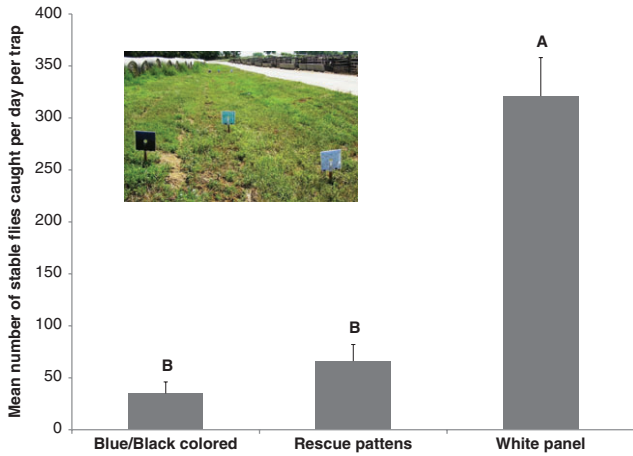 Mean number of stable flies caught per day per trap
400
350
300
250
200
150
100
50
0
B
B
A
Blue/Black colored
Rescue pattens
White panel